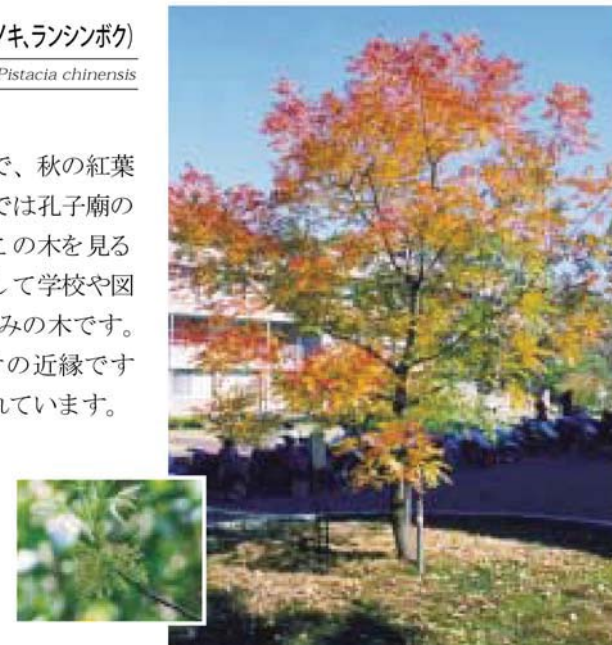 ノキ、ランシンボク)
Pistacia chinensis
で、秋の紅葉
では孔子廟の
この木を見る
して学校や図
みの木です。
の近縁です
れています。